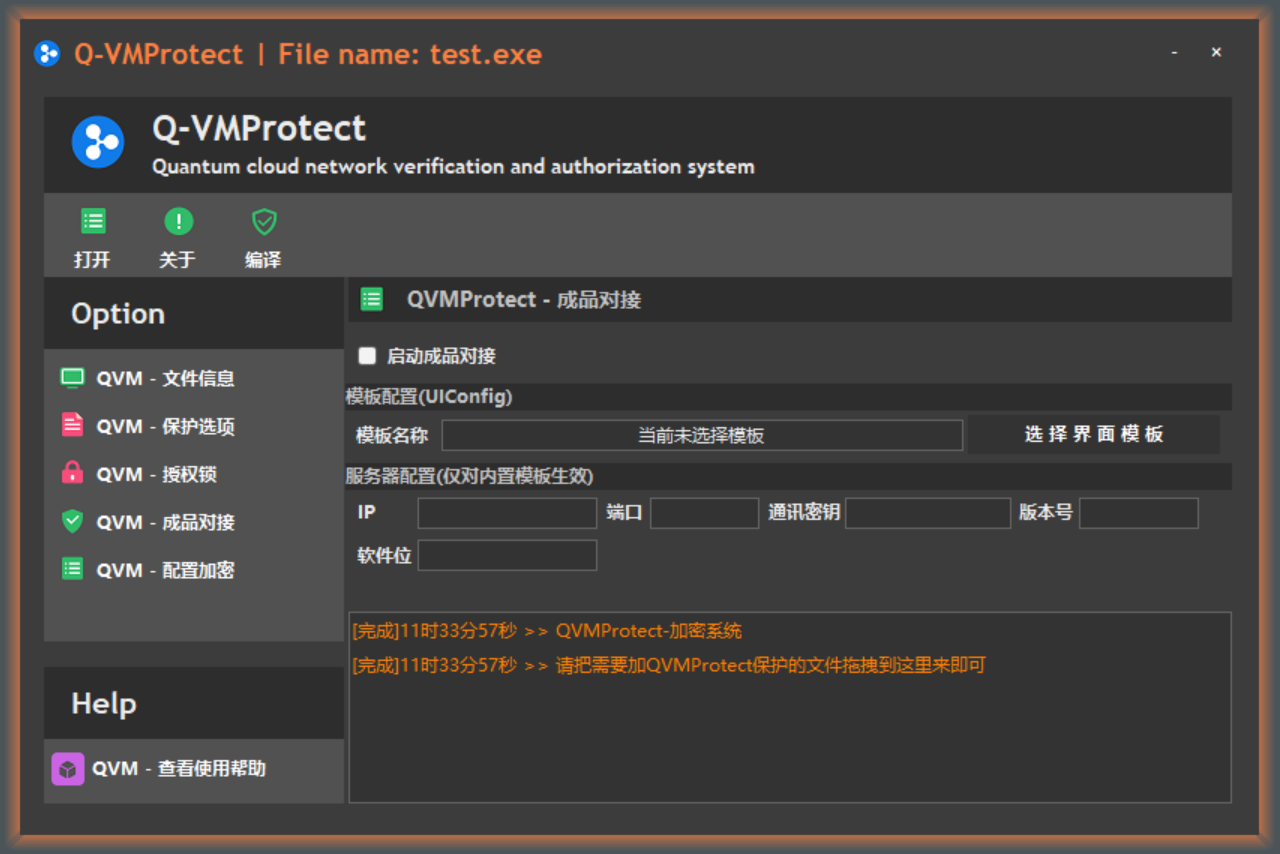 Q-VMProtect | File name: test.exe
Q-VMProtect
Quantum cloud network verification and authorization system
打开 关于 编译
Option
QVM - 文件信息
QVM - 保护选项
QVM - 授权锁
QVM - 成品对接
QVM - 配置加密
Help
QVM - 查看使用帮助
QVMProtect - 成品对接
启动成品对接
模板配置(UIConfig)
模板名称 当前未选择模板 选择界面模板
服务器配置(仅对内置模板生效)
IP 端口 通讯密钥 版本号
软件位
[完成]11时33分57秒 >> QVMProtect-加密系统
[完成]11时33分57秒 >> 请把需要加QVMProtect保护的文件拖拽到这里来即可